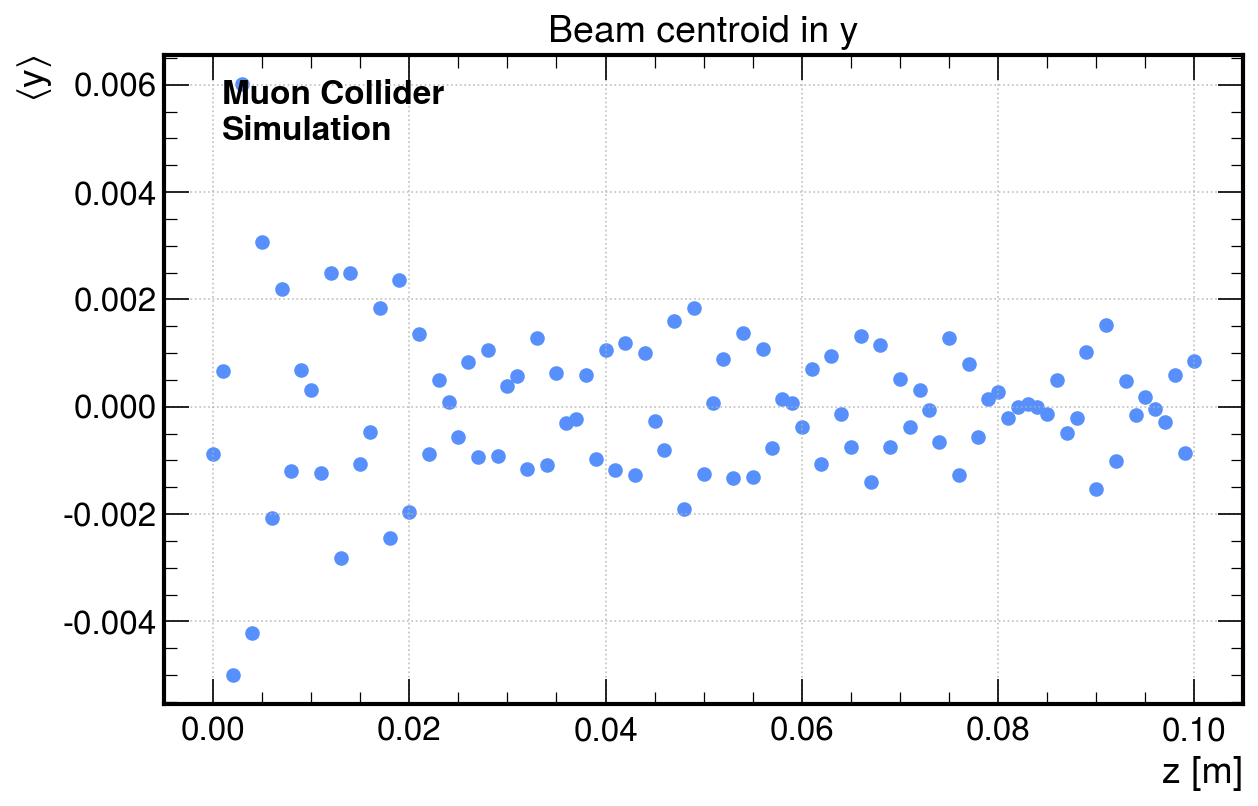 Beam centroid in y
⟨y⟩
Muon Collider
Simulation
0.006
0.004
0.002
0.000
-0.002
-0.004
0.00 0.02 0.04 0.06 0.08 0.10
z [m]